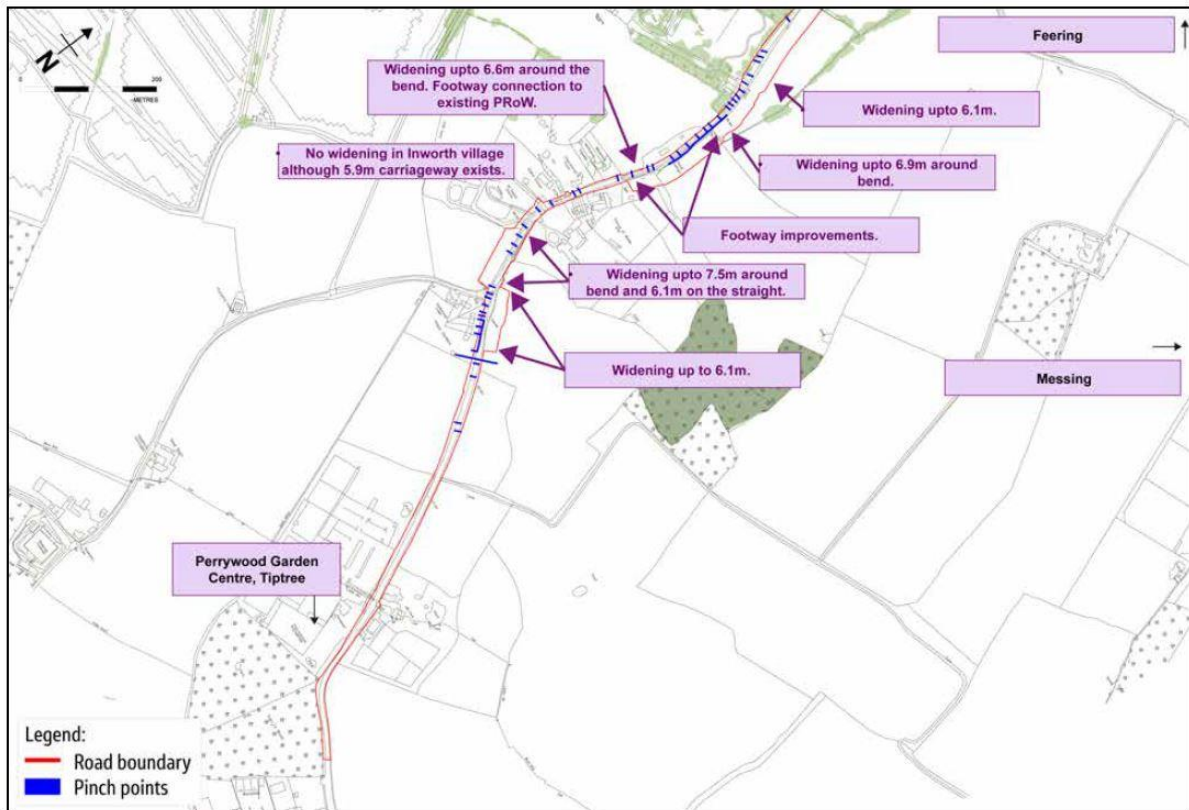 Feering
N
0
200
METRES
Widening upto 6.6m around the
bend. Footway connection to
existing PRoW.
Widening upto 6.1m.
No widening in Inworth village
although 5.9m carriageway exists.
Widening upto 6.9m around
bend.
Footway improvements.
Widening upto 7.5m around
bend and 6.1m on the straight.
Widening up to 6.1m.
Messing
Perrywood Garden
Centre, Tiptree
Legend:
Road boundary
Pinch points